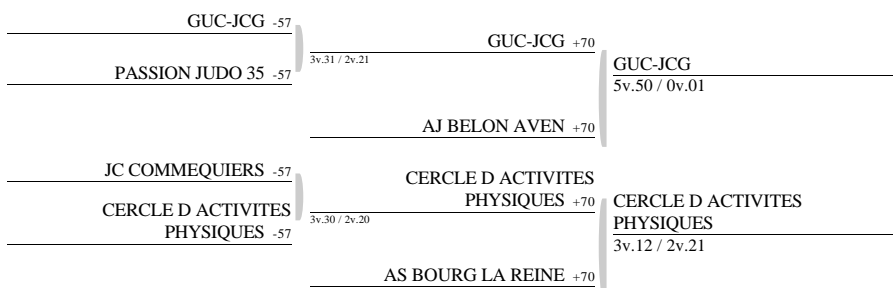 GUC-JCG -57
PASSION JUDO 35 -57
3v.31 / 2v.21
GUC-JCG +70
AJ BELON AVEN +70
GUC-JCG
5v.50 / 0v.01
JC COMMEQUIERS -57
CERCLE D ACTIVITES
PHYSIQUES -57
3v.30 / 2v.20
CERCLE D ACTIVITES
PHYSIQUES +70
AS BOURG LA REINE +70
CERCLE D ACTIVITES
PHYSIQUES
3v.12 / 2v.21